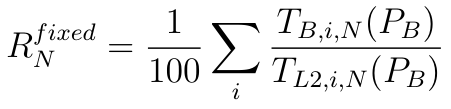 $R_N^{fixed} = \frac{1}{100} \sum_i \frac{T_{B,i,N}(P_B)}{T_{L2,i,N}(P_B)}$